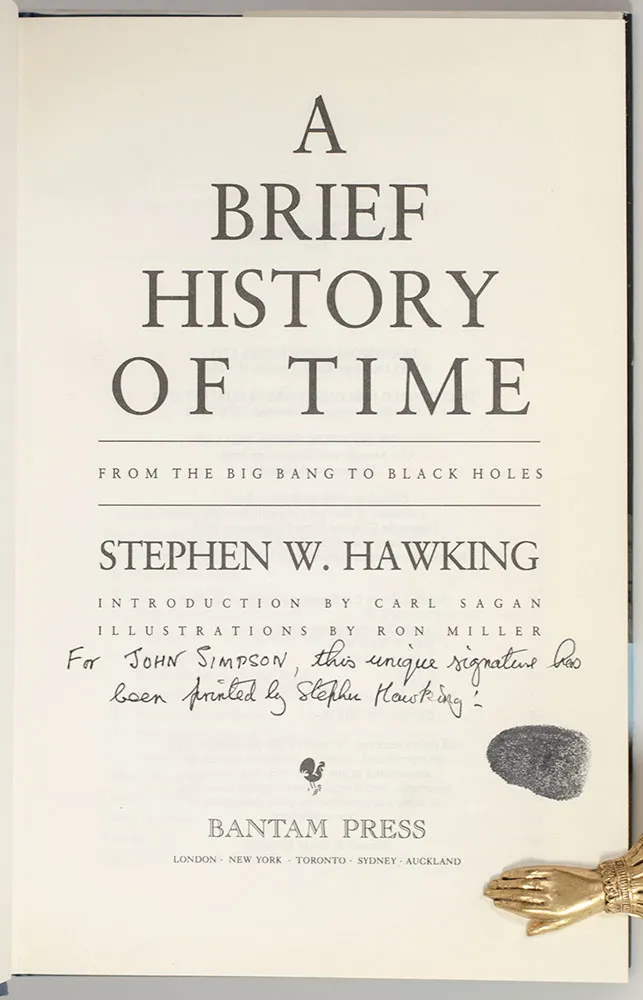 A
BRIEF
HISTORY
OF TIME
FROM THE BIG BANG TO BLACK HOLES
STEPHEN W. HAWKING
INTRODUCTION BY CARL SAGAN
ILLUSTRATIONS BY RON MILLER
For JOHN SIMPSON, this unique signature has
been printed by Stephen Hawking:-
BANTAM PRESS
LONDON · NEW YORK · TORONTO · SYDNEY · AUCKLAND